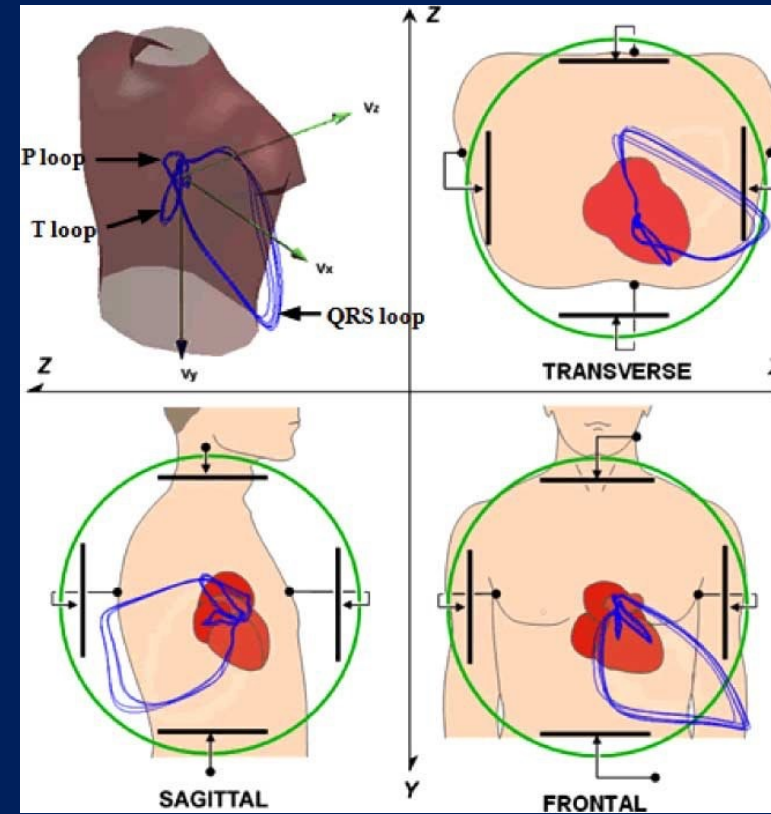 Z
Vz
P loop
T loop
Vx
QRS loop
Vy
TRANSVERSE
Z
SAGITTAL
Y
FRONTAL